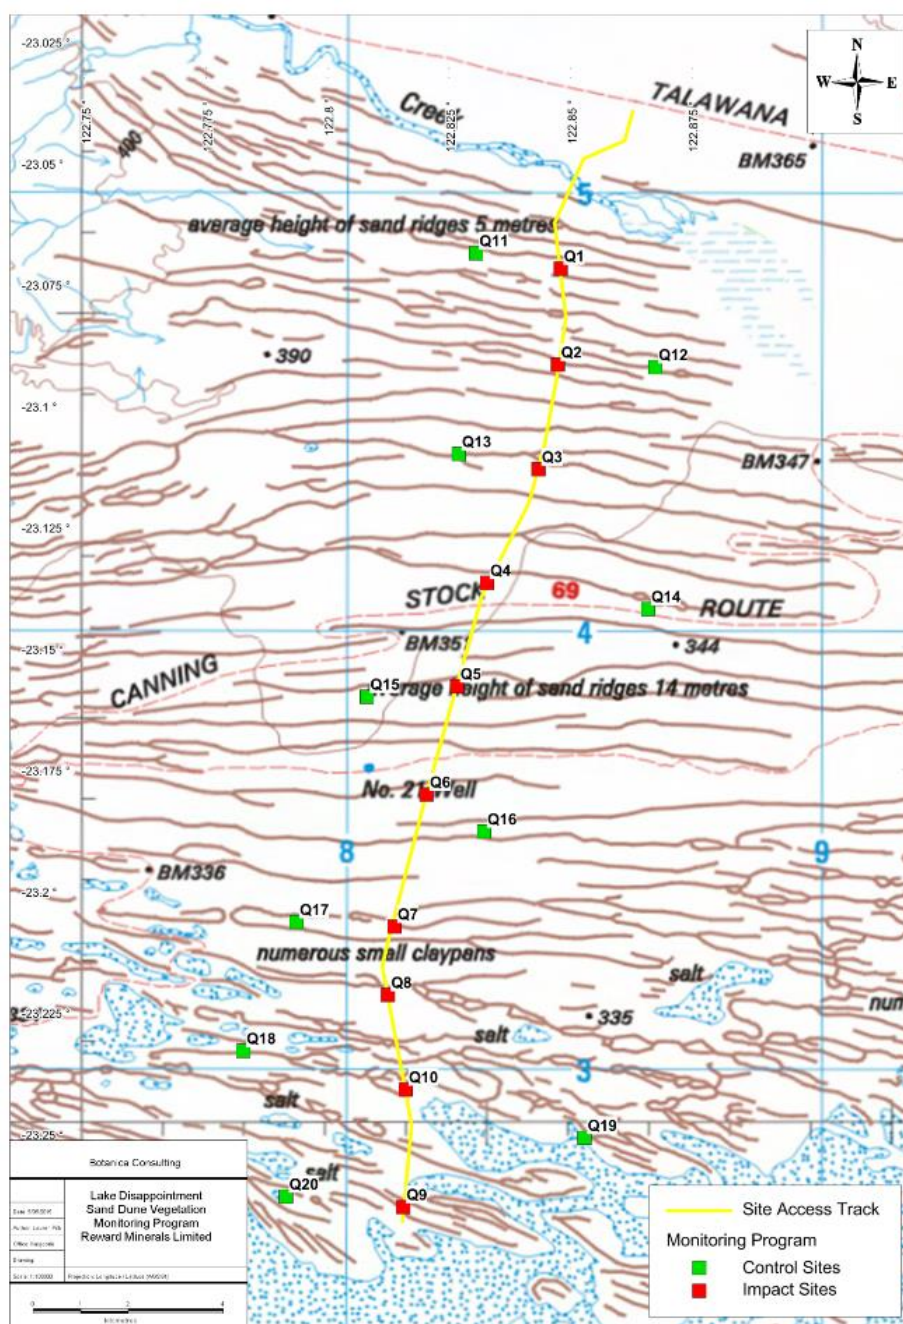 -23.025 °
N
W E
S
122.75 °
122.775 °
122.8 °
122.825 °
122.85 °
122.875 °
TALAWANA
Creek
400
BM365
-23.05 °
5
average height of sand ridges 5 metres
Q11
Q1
-23.075 °
390
Q2
Q12
-23.1 °
Q13
Q3
BM347
-23.125 °
Q4
STOCK
69
Q14
ROUTE
-23.15 °
BM351
4
344
CANNING
Q15
Q5
average height of sand ridges 14 metres
-23.175 °
No. 21 Well
Q6
Q16
8
9
BM336
-23.2 °
Q17
Q7
numerous small claypans
Q8
salt
335
-23.225 °
salt
Q18
3
Q10
salt
-23.25 °
Q19
salt
Q20
Q9
Botanica Consulting
Lake Disappointment
Sand Dune Vegetation
Monitoring Program
Reward Minerals Limited
0 1 2 4
kilometres
Site Access Track
Monitoring Program
Control Sites
Impact Sites